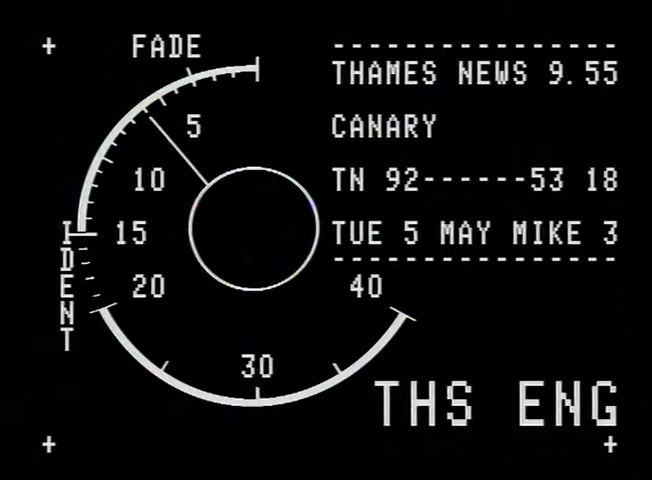 FADE
----------------
THAMES NEWS 9.55
CANARY
TN 92------53 18
TUE 5 MAY MIKE 3
----------------
5
10
15
20
30
40
IDENT
THS ENG